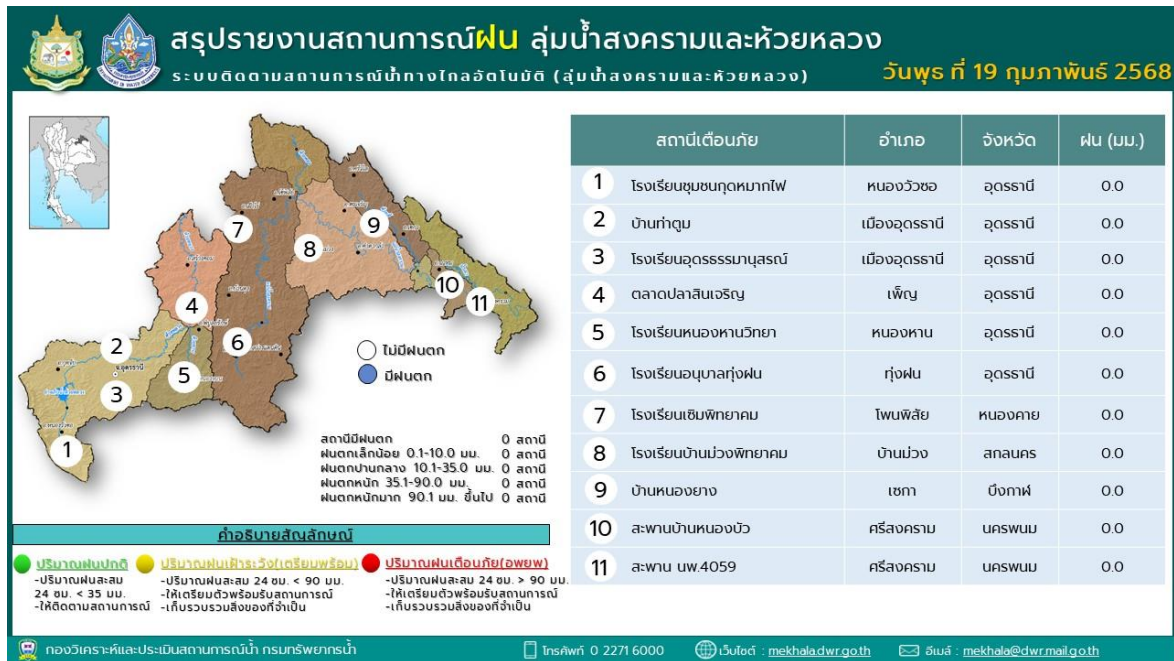 สรุปรายงานสถานการณ์ฝน ลุ่มน้ำสงครามและห้วยหลวง
ระบบติดตามสถานการณ์น้ำทางไกลอัตโนมัติ (ลุ่มน้ำสงครามและห้วยหลวง)
วันพุธ ที่ 19 กุมภาพันธ์ 2568
1
2
3
4
5
6
7
8
9
10
11
ไม่มีฝนตก
มีฝนตก
สถานีมีฝนตก 0 สถานี
ฝนตกเล็กน้อย 0.1-10.0 มม. 0 สถานี
ฝนตกปานกลาง 10.1-35.0 มม. 0 สถานี
ฝนตกหนัก 35.1-90.0 มม. 0 สถานี
ฝนตกหนักมาก 90.1 มม. ขึ้นไป 0 สถานี
สถานีเตือนภัย อำเภอ จังหวัด ฝน (มม.)
1 โรงเรียนชุมชนกุดหมากไฟ หนองวัวซอ อุดรธานี 0.0
2 บ้านท่าตูม เมืองอุดรธานี อุดรธานี 0.0
3 โรงเรียนอุดรธรรมานุสรณ์ เมืองอุดรธานี อุดรธานี 0.0
4 ตลาดปลาสินเจริญ เพ็ญ อุดรธานี 0.0
5 โรงเรียนหนองหานวิทยา หนองหาน อุดรธานี 0.0
6 โรงเรียนอนุบาลทุ่งฝน ทุ่งฝน อุดรธานี 0.0
7 โรงเรียนเซิมพิทยาคม โพนพิสัย หนองคาย 0.0
8 โรงเรียนบ้านม่วงพิทยาคม บ้านม่วง สกลนคร 0.0
9 บ้านหนองยาง เซกา บึงกาฬ 0.0
10 สะพานบ้านหนองบัว ศรีสงคราม นครพนม 0.0
11 สะพาน นพ.4059 ศรีสงคราม นครพนม 0.0
คำอธิบายสัญลักษณ์
ปริมาณฝนปกติ
-ปริมาณฝนสะสม
24 ชม. < 35 มม.
-ให้ติดตามสถานการณ์
ปริมาณฝนเฝ้าระวัง(เตรียมพร้อม)
-ปริมาณฝนสะสม 24 ชม. < 90 มม.
-ให้เตรียมตัวพร้อมรับสถานการณ์
-เก็บรวบรวมสิ่งของที่จำเป็น
ปริมาณฝนเตือนภัย(อพยพ)
-ปริมาณฝนสะสม 24 ชม. > 90 มม.
-ให้เตรียมตัวพร้อมรับสถานการณ์
-เก็บรวบรวมสิ่งของที่จำเป็น
กองวิเคราะห์และประเมินสถานการณ์น้ำ กรมทรัพยากรน้ำ โทรศัพท์ 0 2271 6000 เว็บไซต์ : mekhala.dwr.go.th อีเมล์ : mekhala@dwr.mail.go.th